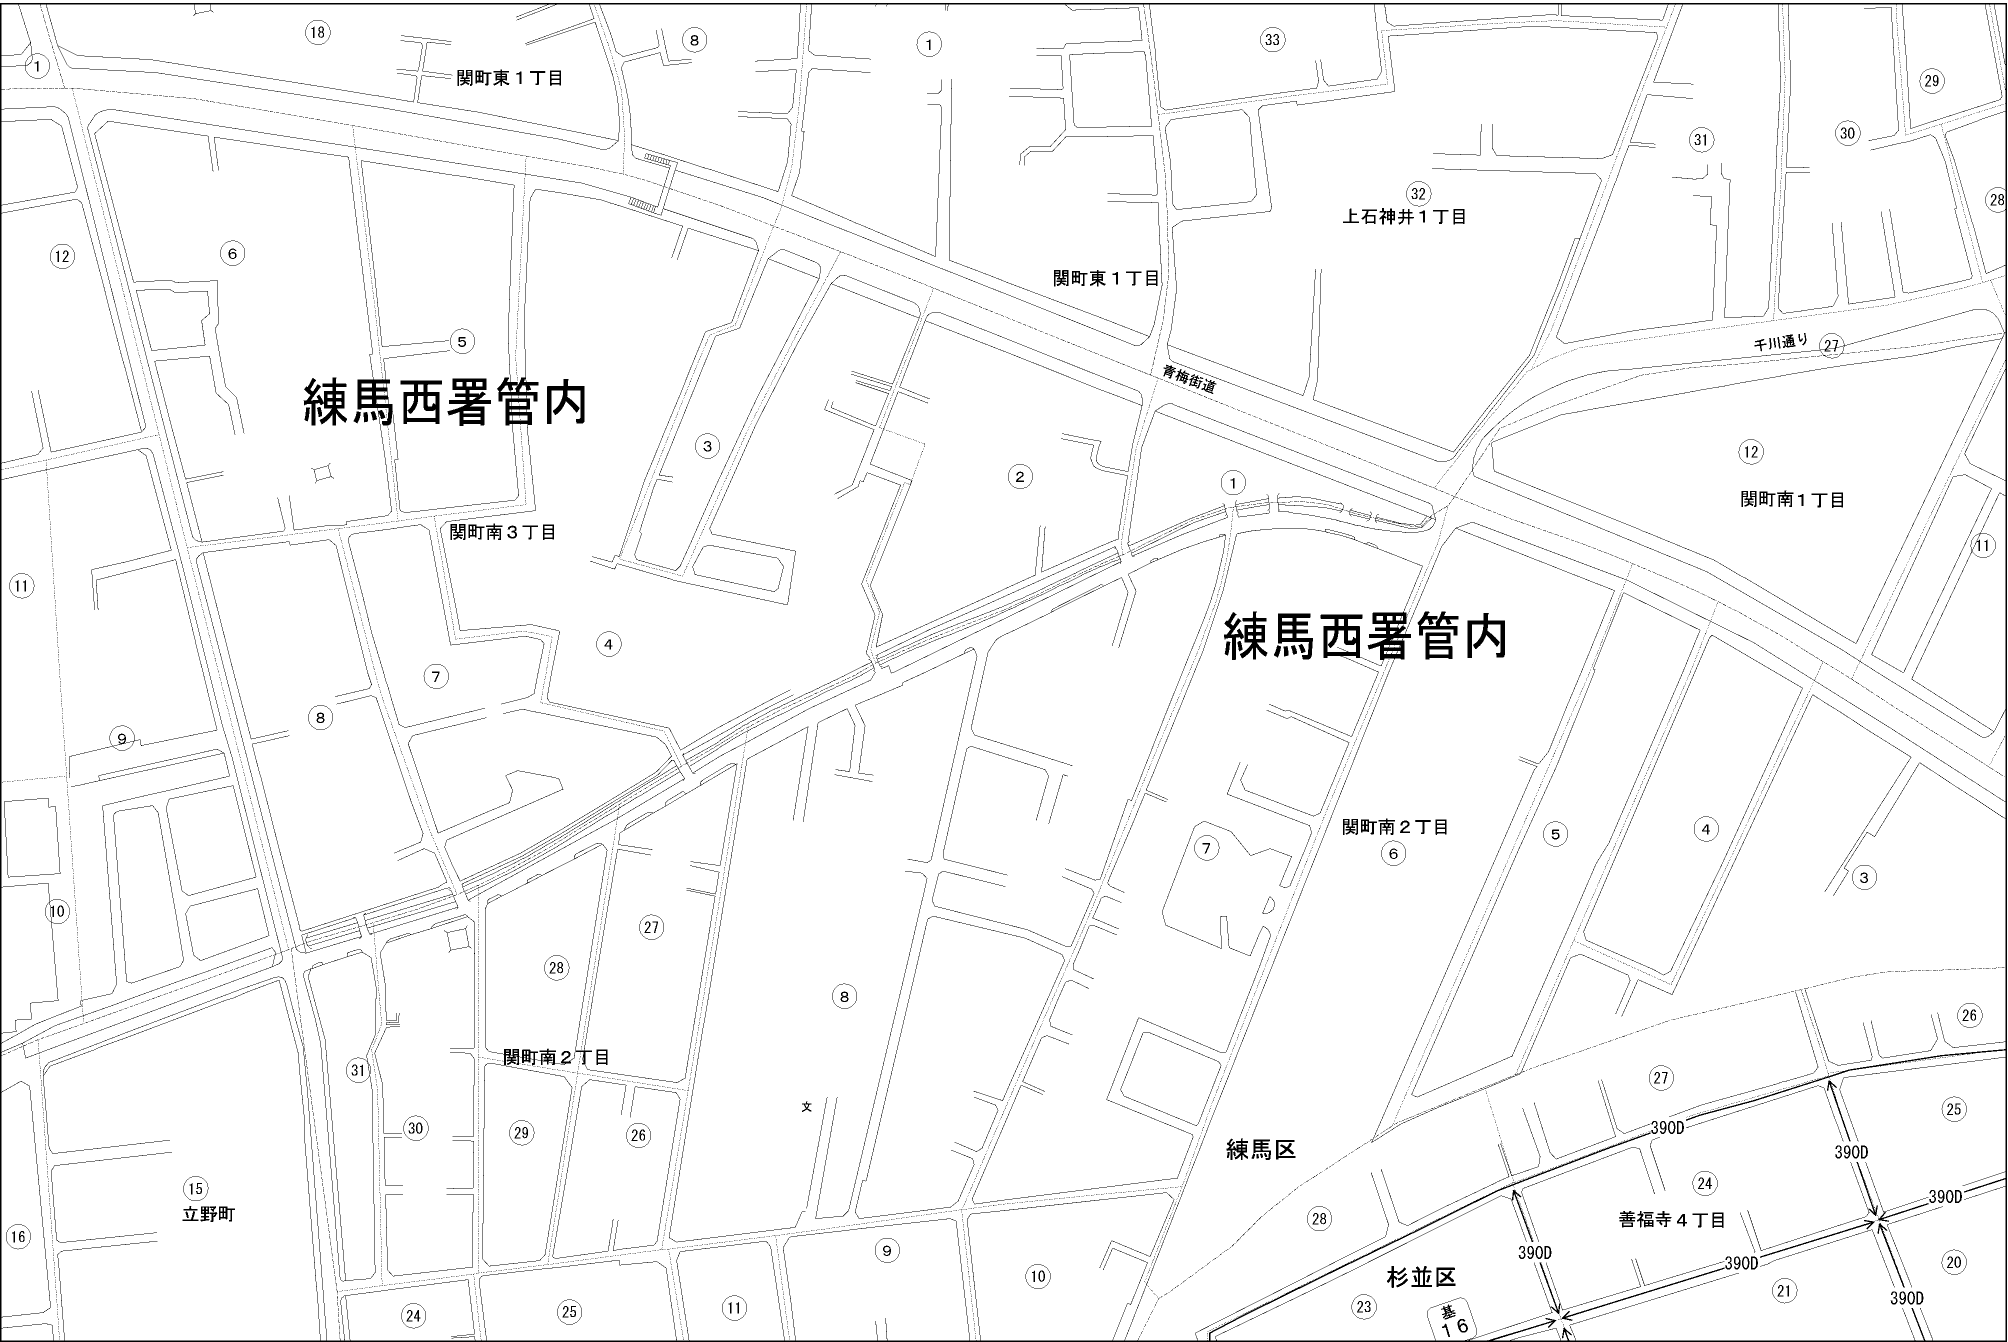 18
8
1
33
1
関町東１丁目
29
31
30
32
上石神井１丁目
28
12
6
関町東１丁目
5
千川通り
27
青梅街道
練馬西署管内
3
2
1
12
関町南１丁目
関町南３丁目
11
11
4
練馬西署管内
7
8
9
関町南２丁目
5
4
7
6
3
10
27
28
8
26
関町南２丁目
31
27
文
25
30
29
26
390D
練馬区
390D
15
24
390D
立野町
28
善福寺４丁目
16
9
390D
390D
20
10
杉並区
21
390D
24
25
11
23
基
１６